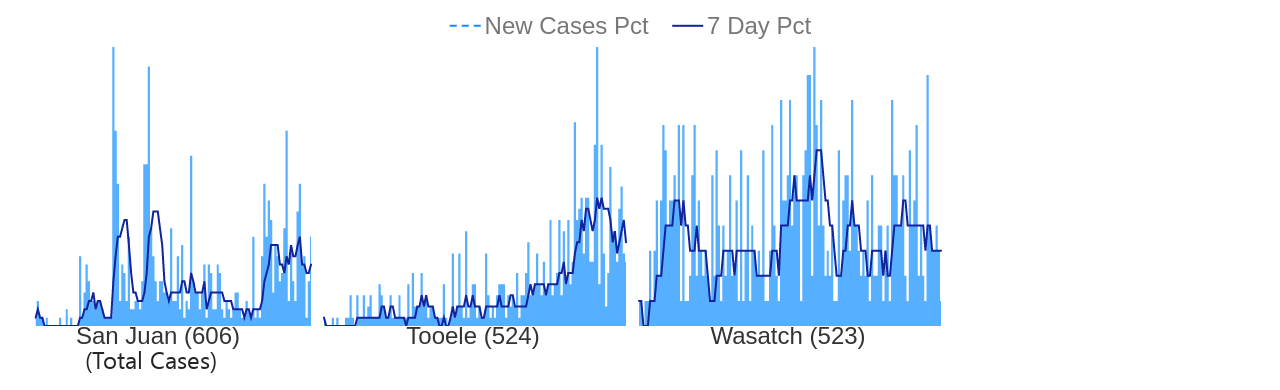 New Cases Pct 7 Day Pct
San Juan (606) Tooele (524) Wasatch (523)
(Total Cases)